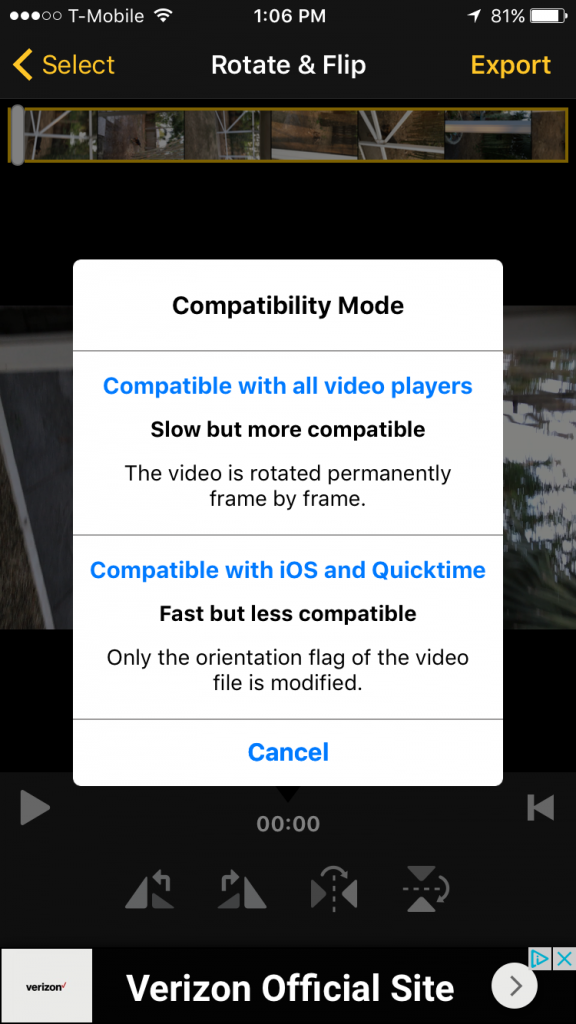 T-Mobile 1:06 PM 81%
Select Rotate & Flip Export
Compatibility Mode
Compatible with all video players
Slow but more compatible
The video is rotated permanently
frame by frame.
Compatible with iOS and Quicktime
Fast but less compatible
Only the orientation flag of the video
file is modified.
Cancel
00:00
verizon Verizon Official Site